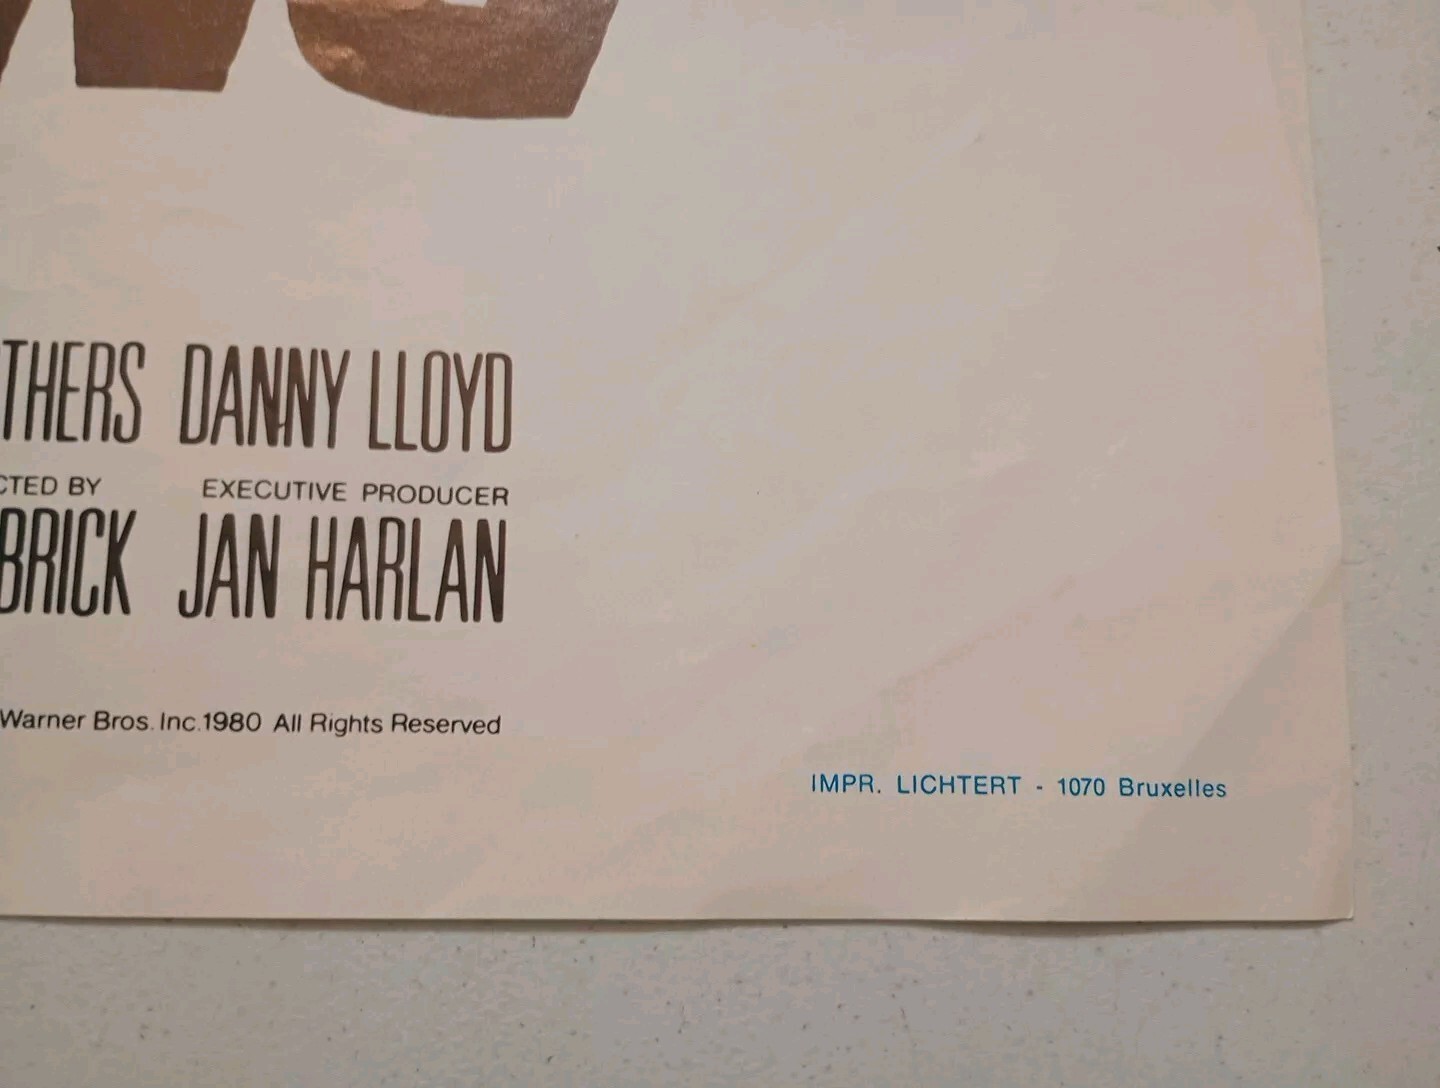 THERS DANNY LLOYD
CTED BY EXECUTIVE PRODUCER
BRICK JAN HARLAN
Warner Bros. Inc.1980 All Rights Reserved
IMPR. LICHTERT - 1070 Bruxelles